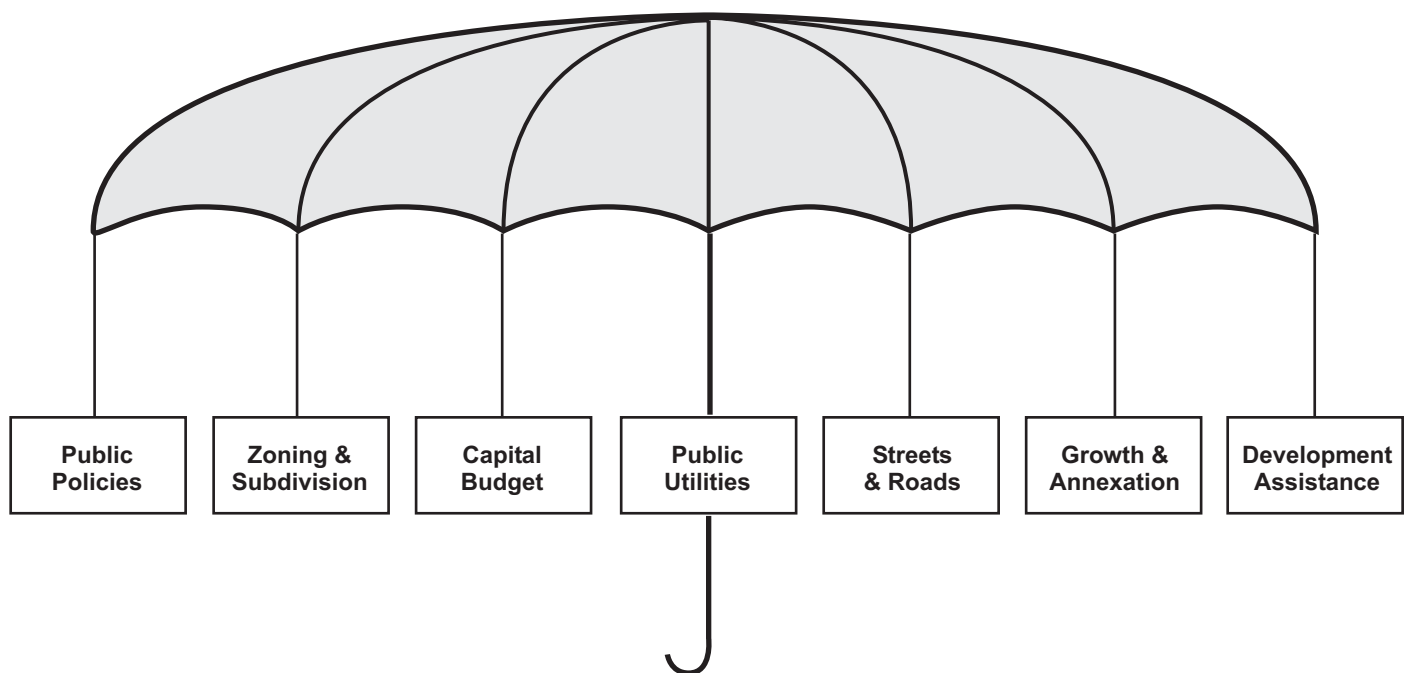 Public
Policies
Zoning &
Subdivision
Capital
Budget
Public
Utilities
Streets
& Roads
Growth &
Annexation
Development
Assistance